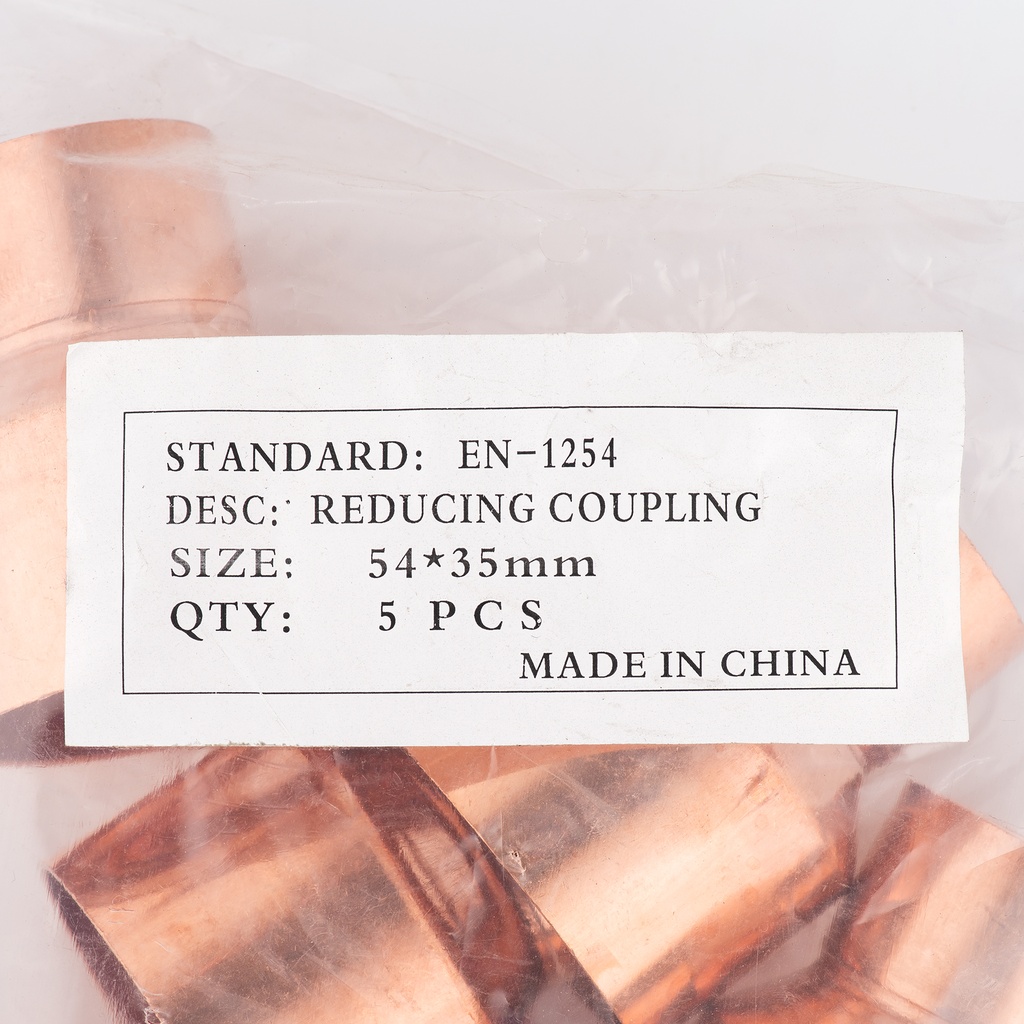 STANDARD: EN-1254
DESC: REDUCING COUPLING
SIZE: 54*35mm
QTY: 5 PCS
MADE IN CHINA